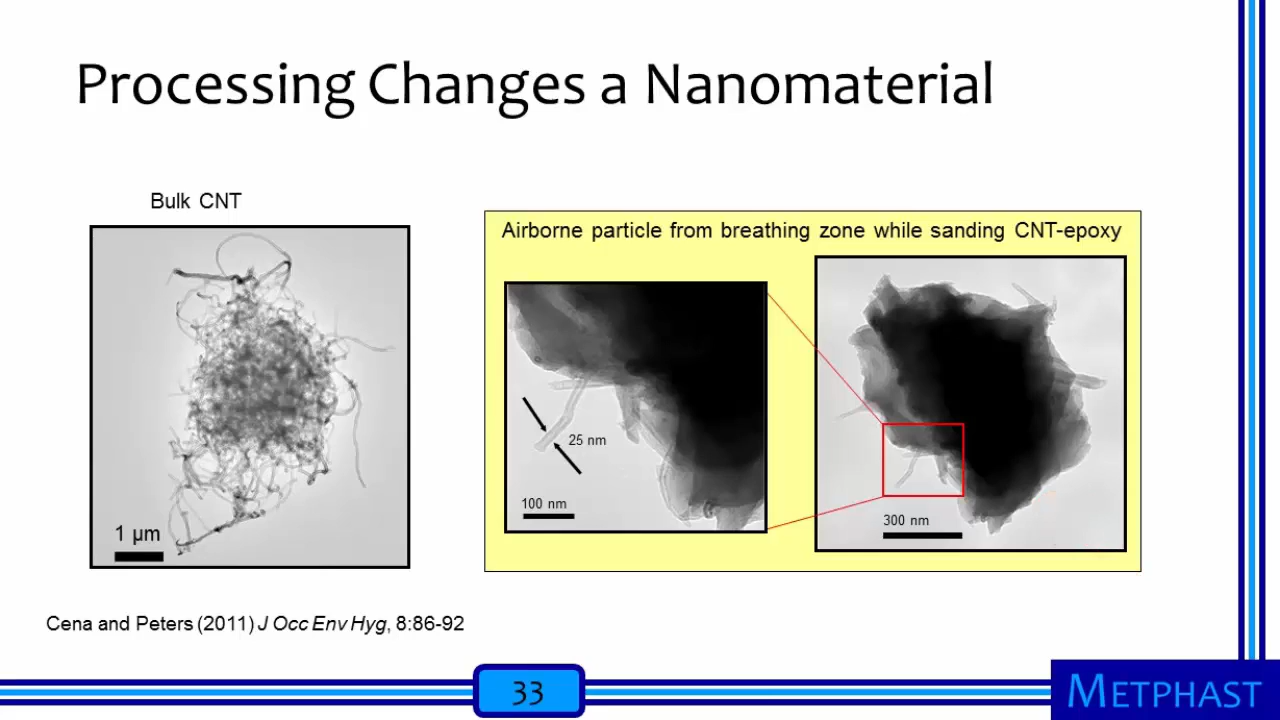 Processing Changes a Nanomaterial
Bulk CNT
1 μm
Airborne particle from breathing zone while sanding CNT-epoxy
25 nm
100 nm
300 nm
Cena and Peters (2011) J Occ Env Hyg, 8:86-92
33
METPHAST